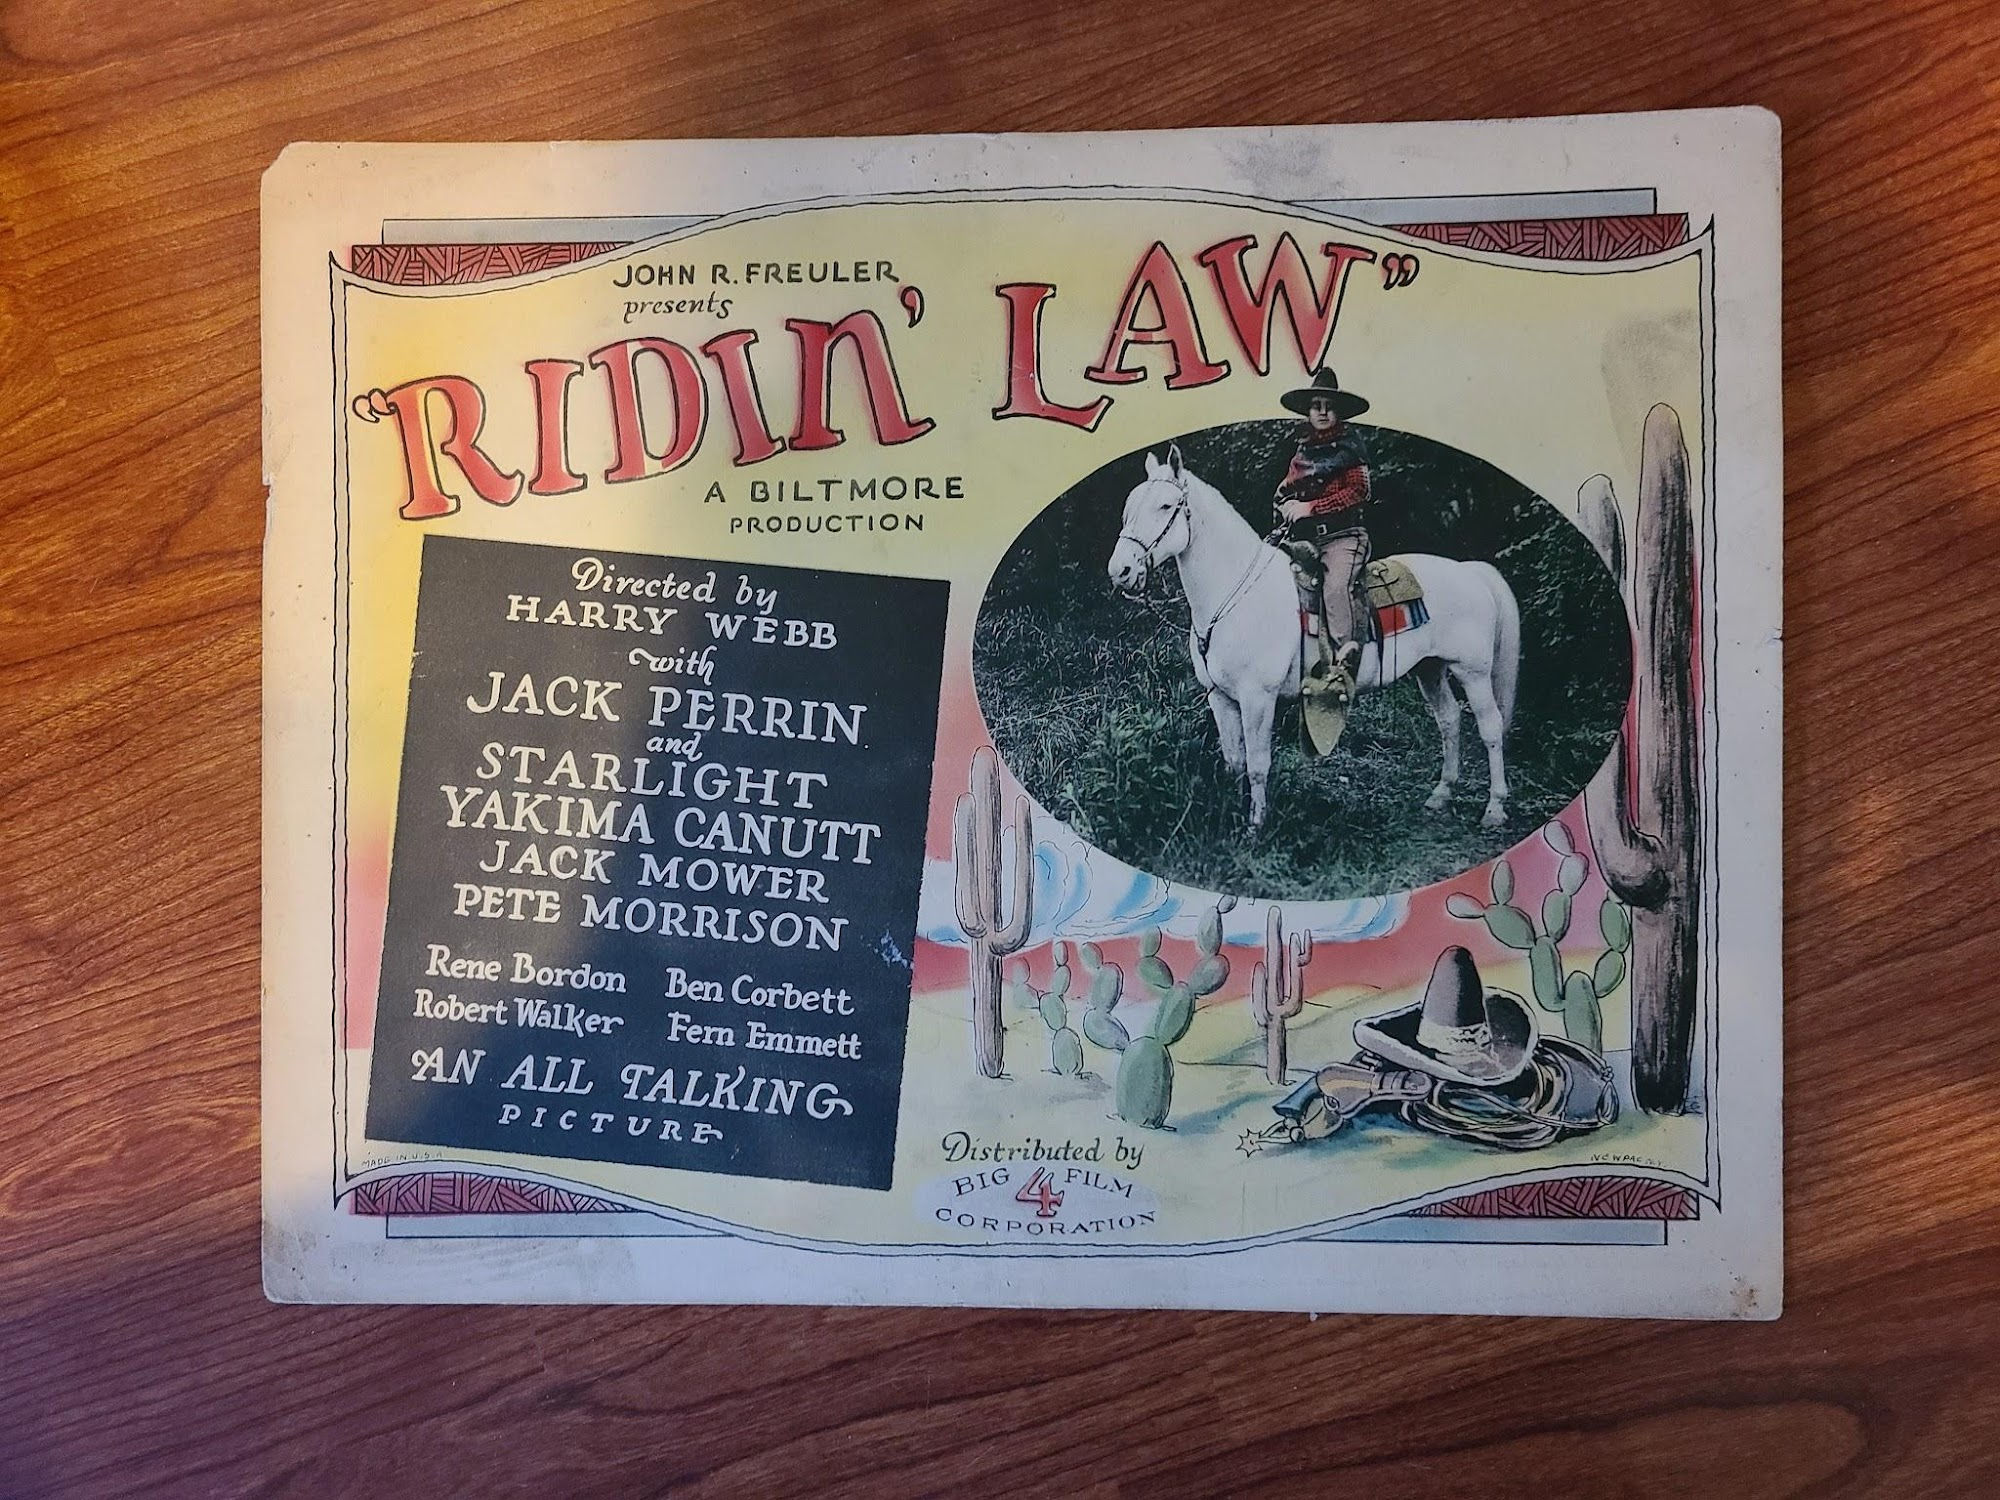 JOHN R. FREULER
presents
"RIDIN' LAW"
A BILTMORE
PRODUCTION
Directed by
HARRY WEBB
with
JACK PERRIN
and
STARLIGHT
YAKIMA CANUTT
JACK MOWER
PETE MORRISON
Rene Bordon Ben Corbett
Robert Walker Fern Emmett
AN ALL TALKING
PICTURE
MADE IN U.S.A
Distributed by
BIG 4 FILM
CORPORATION